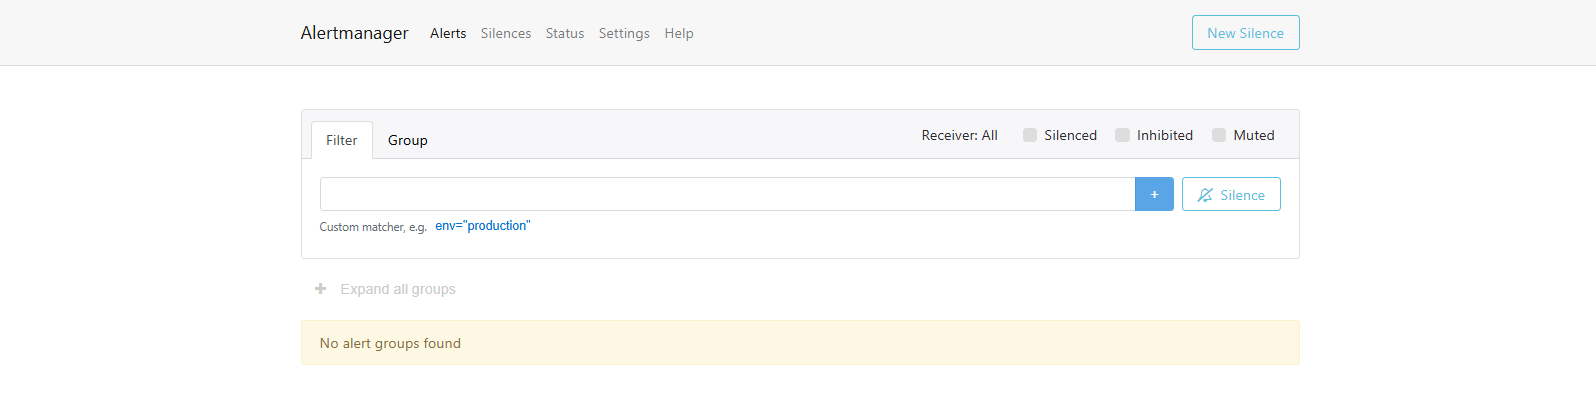 Alertmanager Alerts Silences Status Settings Help New Silence
Filter Group Receiver: All Silenced Inhibited Muted
+ Silence
Custom matcher, e.g. env="production"
+ Expand all groups
No alert groups found